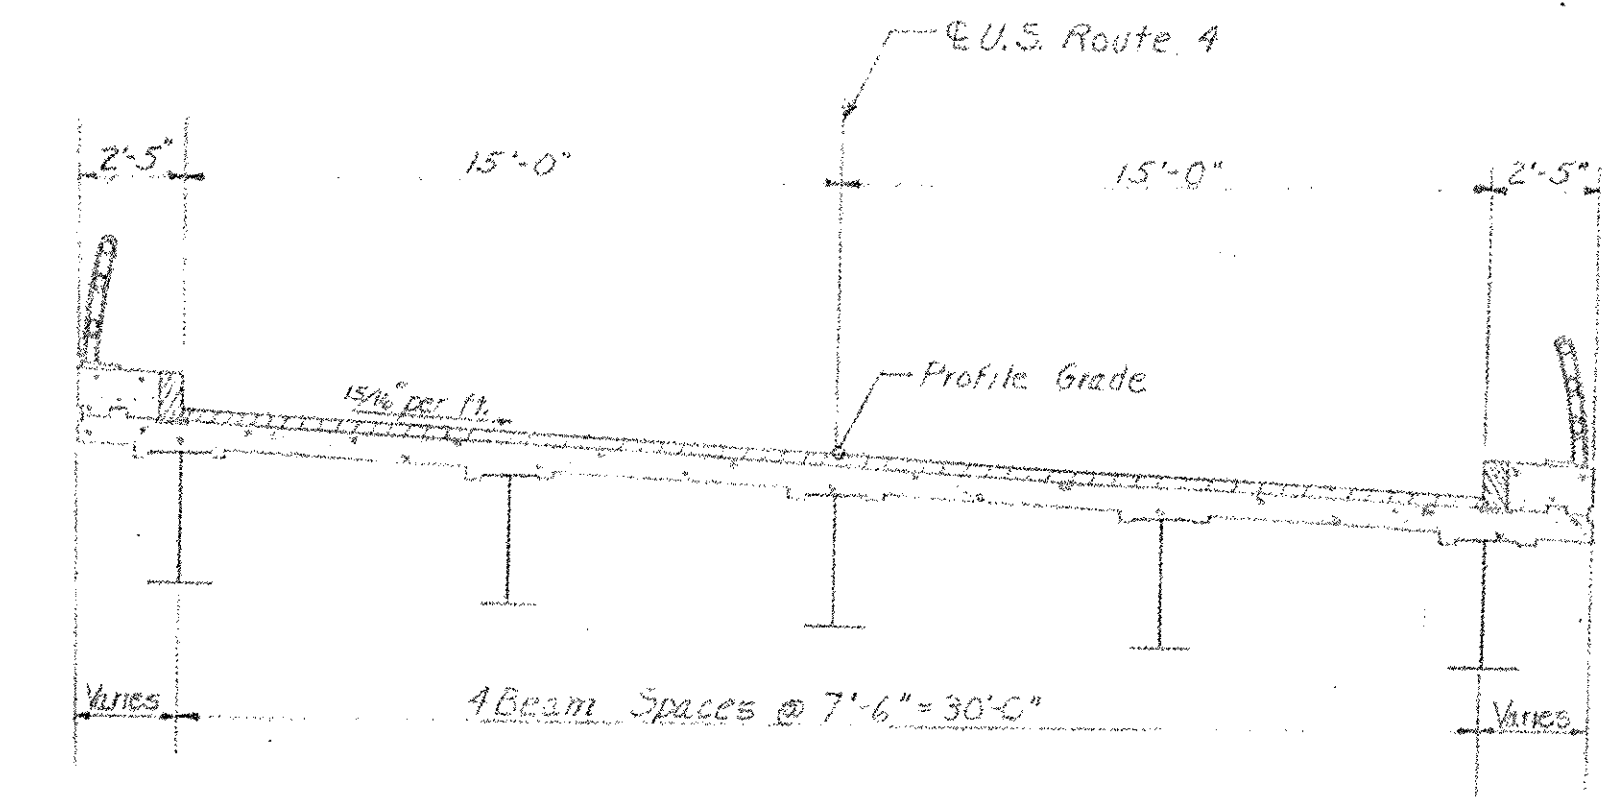 ℄ U.S. Route 4
2'-5"
15'-0"
15'-0"
2'-5"
Profile Grade
15/16" per ft.
Varies
4 Beam Spaces @ 7'-6" = 30'-0"
Varies